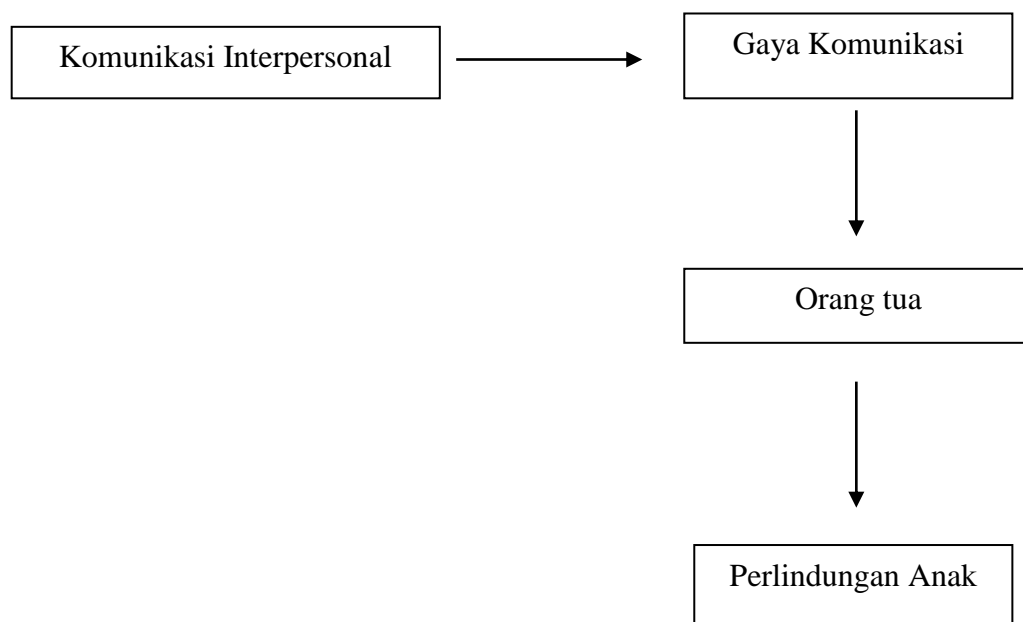 Komunikasi Interpersonal
Gaya Komunikasi
Orang tua
Perlindungan Anak